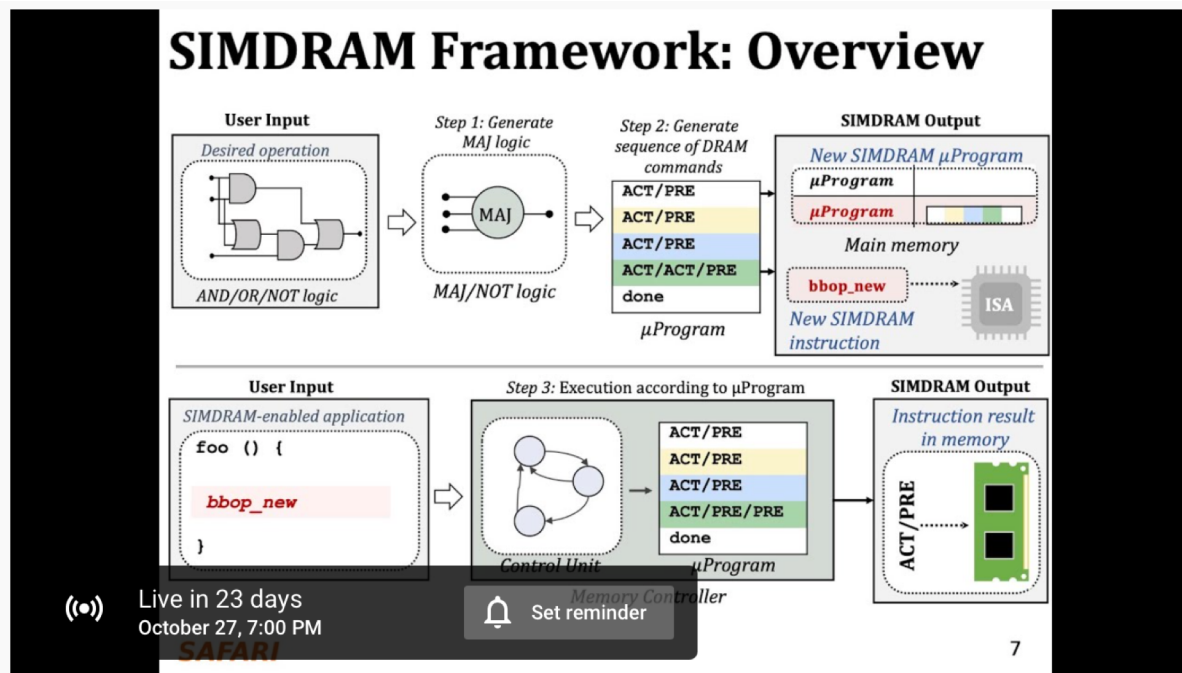 SIMDRAM Framework: Overview
User Input
Desired operation
AND/OR/NOT logic
Step 1: Generate
MAJ logic
MAJ
MAJ/NOT logic
Step 2: Generate
sequence of DRAM
commands
ACT/PRE
ACT/PRE
ACT/PRE
ACT/ACT/PRE
done
μProgram
SIMDRAM Output
New SIMDRAM μProgram
μProgram
μProgram
Main memory
bbop_new
ISA
New SIMDRAM
instruction
User Input
SIMDRAM-enabled application
foo () {
bbop_new
}
Step 3: Execution according to μProgram
Control Unit
ACT/PRE
ACT/PRE
ACT/PRE
ACT/PRE/PRE
done
μProgram
Memory Controller
SIMDRAM Output
Instruction result
in memory
ACT/PRE
Live in 23 days
October 27, 7:00 PM
Set reminder
SAFARI
7